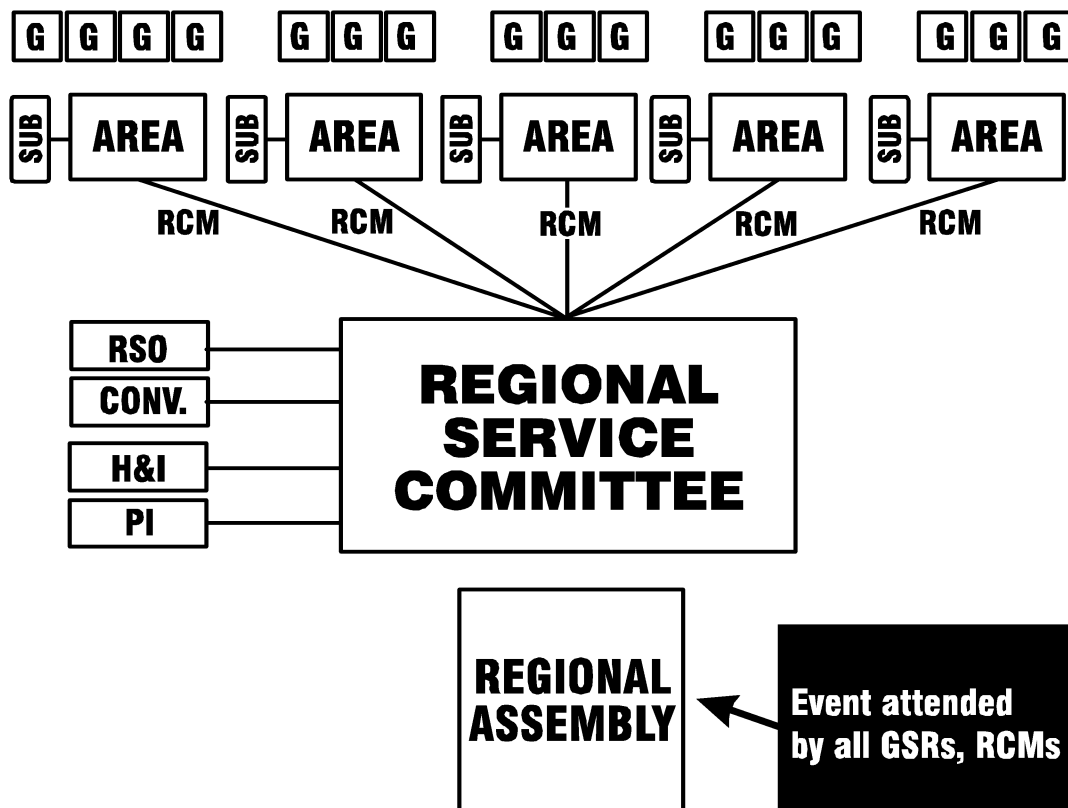 G G G G G G G G G G G G G G G G
SUB AREA SUB AREA SUB AREA SUB AREA SUB AREA
RCM RCM RCM RCM RCM
RSO
CONV.
H&I
PI
REGIONAL
SERVICE
COMMITTEE
REGIONAL
ASSEMBLY
Event attended
by all GSRs, RCMs